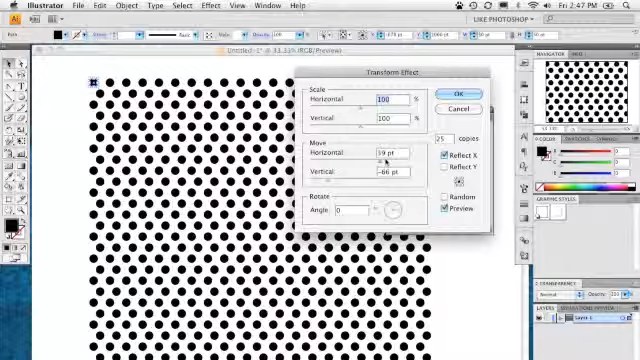 Illustrator File Edit Object Type Select Effect View Window Help
Fri 2:47 PM
LIKE PHOTOSHOP
Untitled-1* @ 33.33% (RGB/Preview)
Transform Effect
Scale
Horizontal 100 %
Vertical 100 %
Move
Horizontal 19 pt
Vertical -66 pt
Rotate
Angle: 0
OK
Cancel
25 copies
Reflect X
Reflect Y
Random
Preview
NAVIGATOR
COLOR
GRAPHIC STYLES
TRANSPARENCY
Normal Opacity: 100
LAYERS
Layer 1